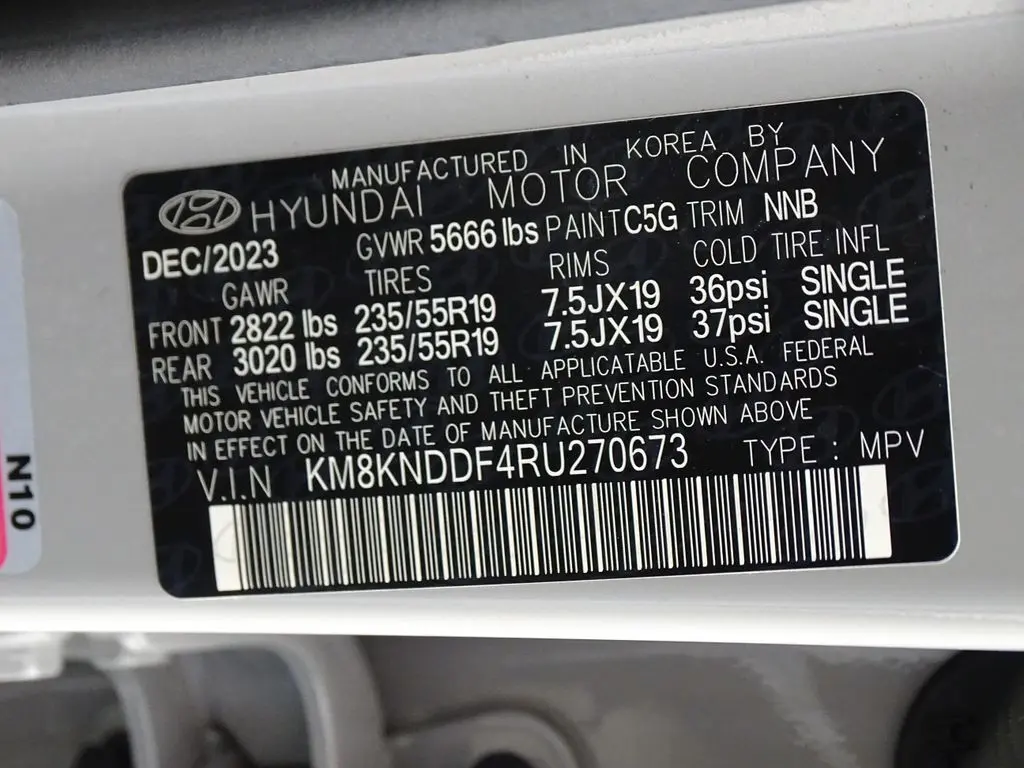 MANUFACTURED IN KOREA BY
HYUNDAI MOTOR COMPANY
DEC/2023 GVWR 5666 lbs PAINT C5G TRIM NNB
GAWR TIRES RIMS COLD TIRE INFL
FRONT 2822 lbs 235/55R19 7.5JX19 36psi SINGLE
REAR 3020 lbs 235/55R19 7.5JX19 37psi SINGLE
THIS VEHICLE CONFORMS TO ALL APPLICATABLE U.S.A. FEDERAL
MOTOR VEHICLE SAFETY AND THEFT PREVENTION STANDARDS
IN EFFECT ON THE DATE OF MANUFACTURE SHOWN ABOVE
V.I.N KM8KNDDF4RU270673 TYPE : MPV
N10